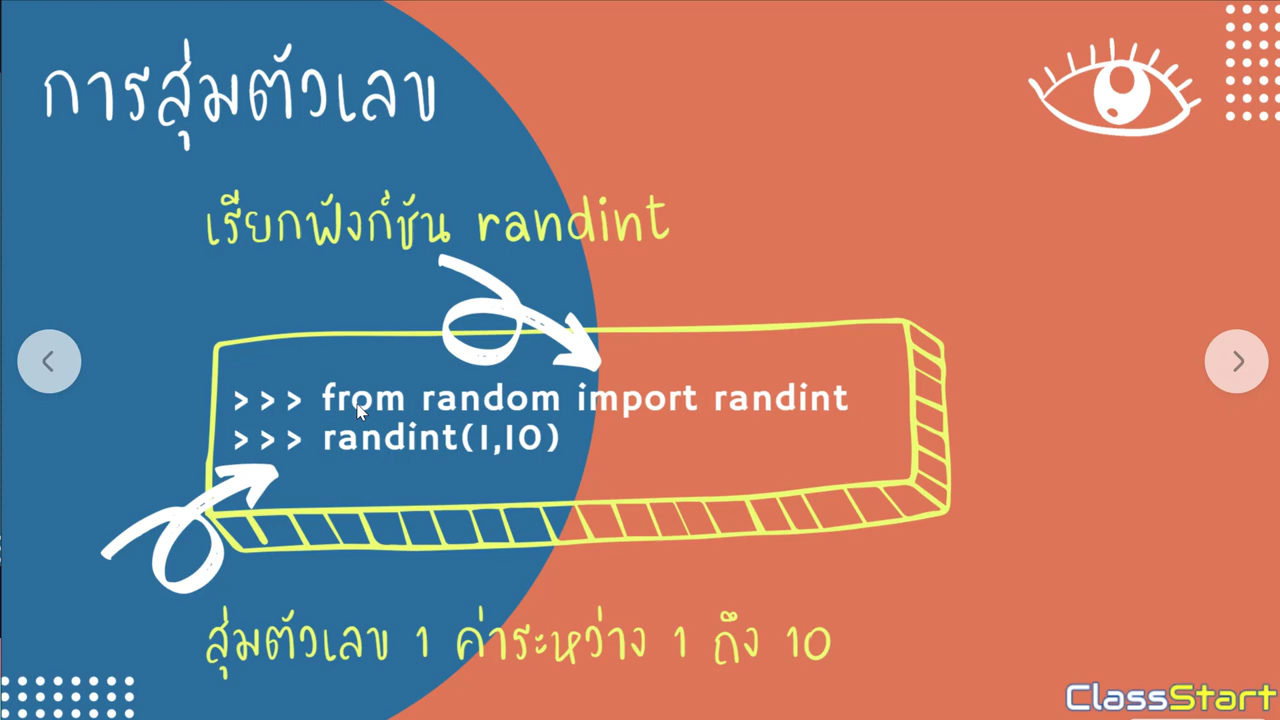 การสุ่มตัวเลข
เรียกฟังก์ชัน randint
>>> from random import randint
>>> randint(1,10)
สุ่มตัวเลข 1 ค่าระหว่าง 1 ถึง 10
ClassStart